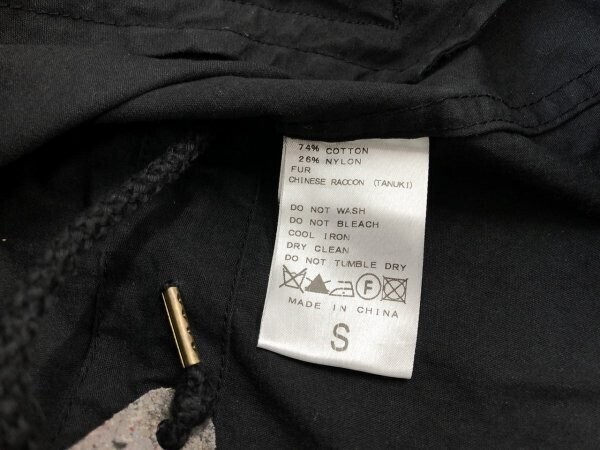 74% COTTON
26% NYLON
FUR
CHINESE RACOON (TANUKI)
DO NOT WASH
DO NOT BLEACH
COOL IRON
DRY CLEAN
DO NOT TUMBLE DRY
F
MADE IN CHINA
S